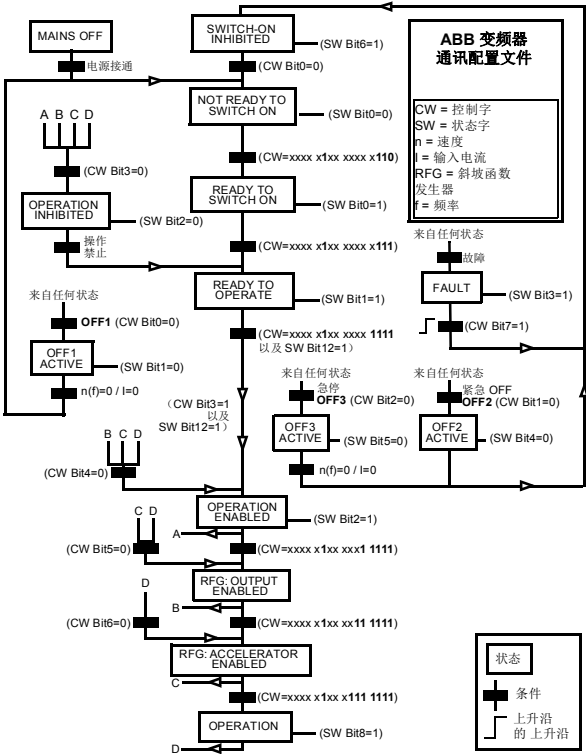 MAINS OFF
电源接通
SWITCH-ON
INHIBITED
(SW Bit6=1)
(CW Bit0=0)
NOT READY TO
SWITCH ON
(SW Bit0=0)
(CW=xxxx x1xx xxxx x110)
READY TO
SWITCH ON
(SW Bit0=1)
(CW=xxxx x1xx xxxx x111)
READY TO
OPERATE
(SW Bit1=1)
(CW=xxxx x1xx xxxx 1111
以及 SW Bit12=1)
A B C D
(CW Bit3=0)
OPERATION
INHIBITED
(SW Bit2=0)
操作
禁止
ABB 变频器
通讯配置文件
CW = 控制字
SW = 状态字
n = 速度
I = 输入电流
RFG = 斜坡函数
发生器
f = 频率
来自任何状态
故障
FAULT
(SW Bit3=1)
(CW Bit7=1)
来自任何状态
OFF1 (CW Bit0=0)
OFF1
ACTIVE
(SW Bit1=0)
n(f)=0 / I=0
(CW Bit3=1
以及
SW Bit12=1)
来自任何状态
急停
OFF3 (CW Bit2=0)
OFF3
ACTIVE
(SW Bit5=0)
n(f)=0 / I=0
来自任何状态
紧急 OFF
OFF2 (CW Bit1=0)
OFF2
ACTIVE
(SW Bit4=0)
B C D
(CW Bit4=0)
OPERATION
ENABLED
(SW Bit2=1)
A
C D
(CW Bit5=0)
(CW=xxxx x1xx xxx1 1111)
RFG: OUTPUT
ENABLED
D
B
(CW Bit6=0)
(CW=xxxx x1xx xx11 1111)
RFG: ACCELERATOR
ENABLED
C
(CW=xxxx x1xx x111 1111)
OPERATION
(SW Bit8=1)
D
状态
条件
上升沿
的 上升沿